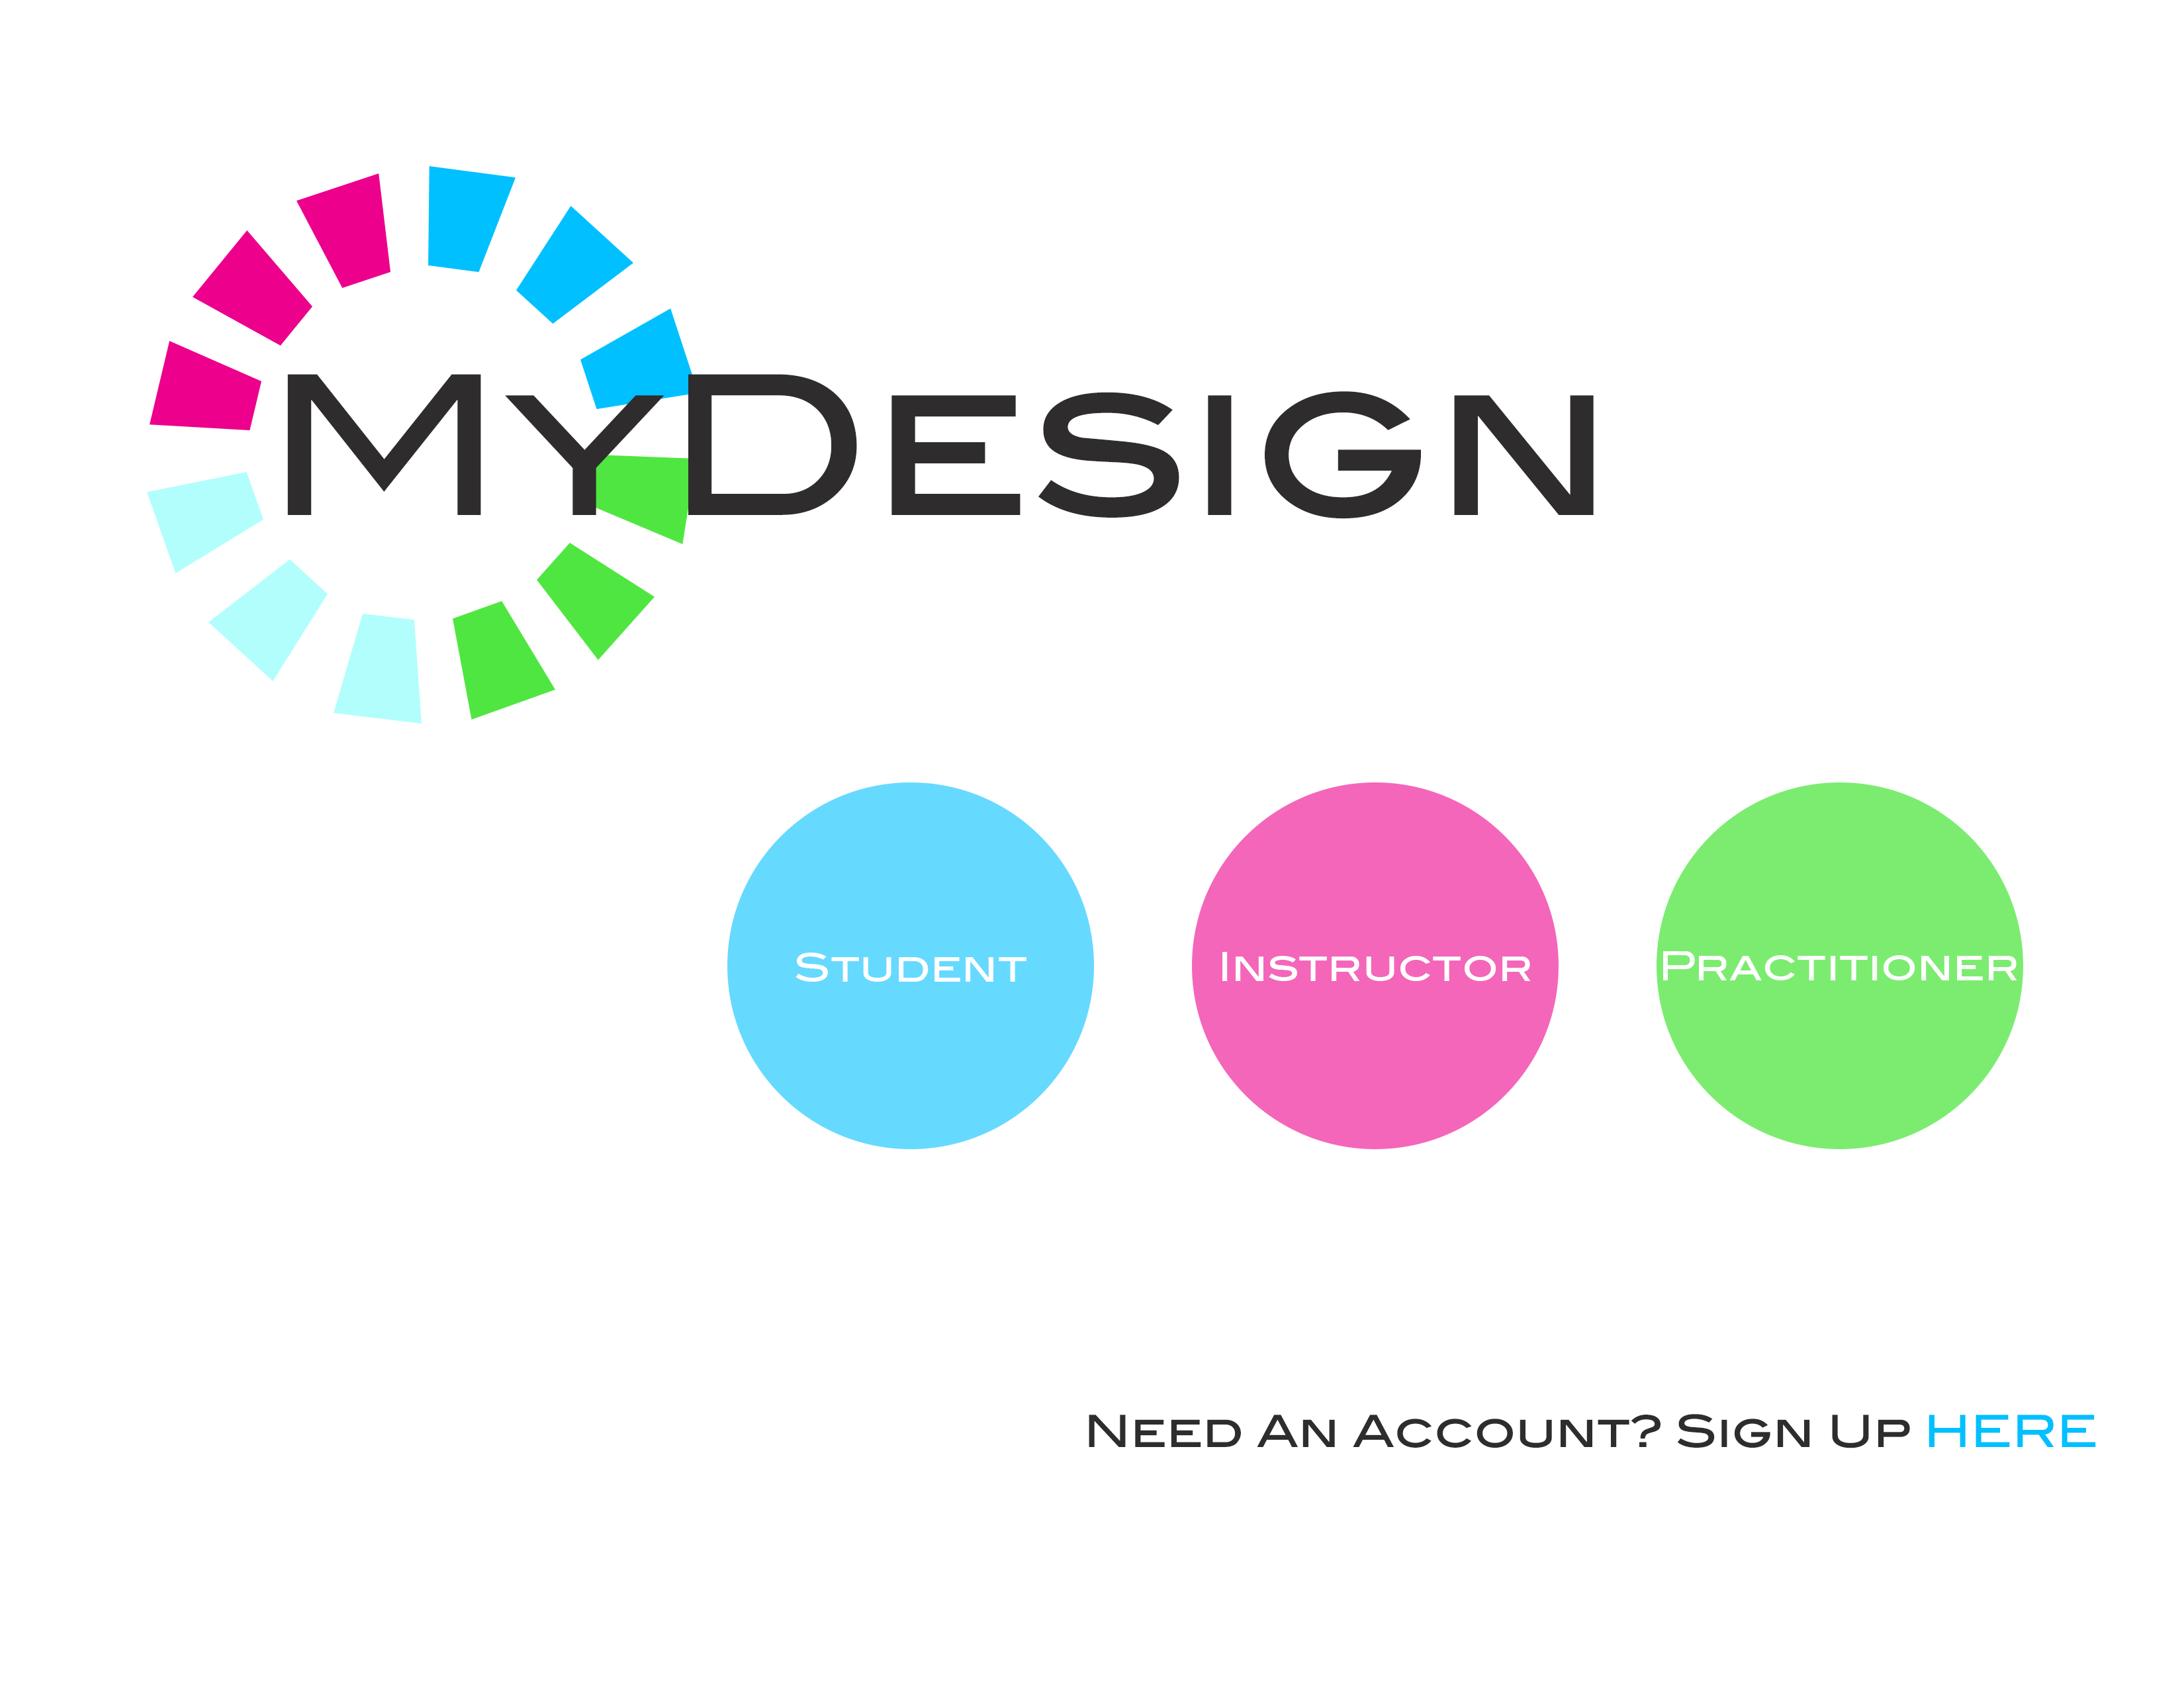 MyDesign
Student
Instructor
Practitioner
Need An Account? Sign Up HERE